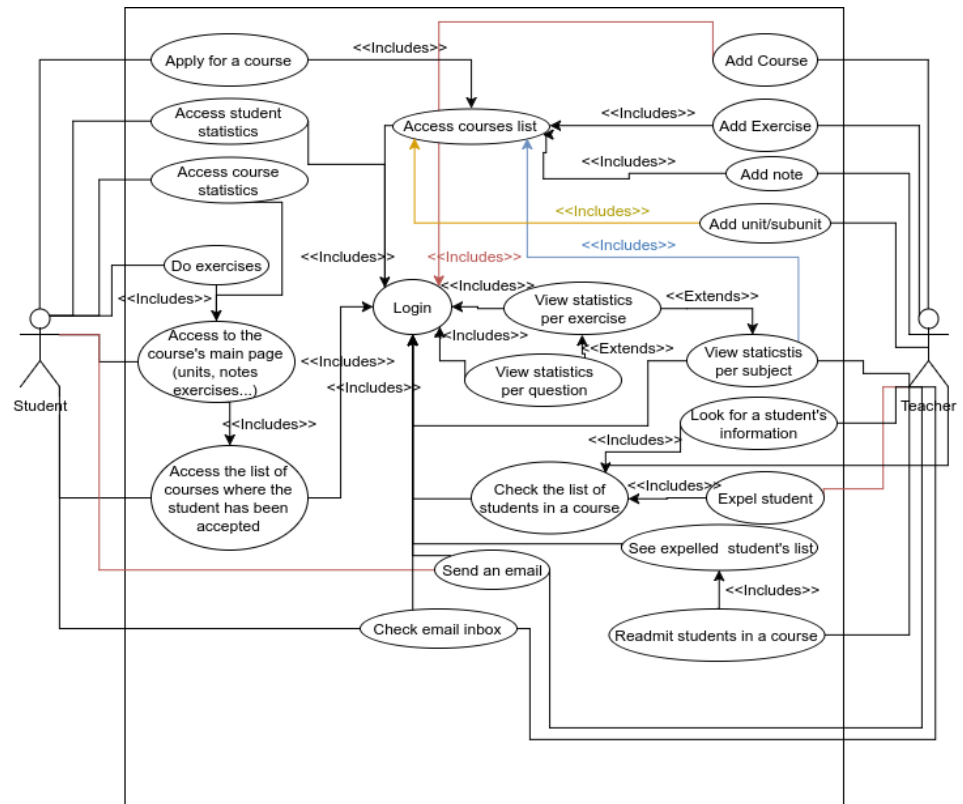 Apply for a course
<<Includes>>
Add Course
Access student
statistics
Access courses list
<<Includes>>
Add Exercise
Access course
statistics
<<Includes>>
Add note
<<Includes>>
Add unit/subunit
Do exercises
<<Includes>>
<<Includes>>
<<Includes>>
<<Includes>>
<<Includes>>
Login
View statistics
per exercise
<<Extends>>
Access to the
course's main page
(units, notes
exercises...)
<<Includes>>
<<Includes>>
<<Includes>>
<<Extends>>
View staticstis
per subject
View statistics
per question
Student
Teacher
<<Includes>>
Look for a student's
information
<<Includes>>
Access the list of
courses where the
student has been
accepted
Check the list of
students in a course
<<Includes>>
Expel student
See expelled  student's list
Send an email
<<Includes>>
Check email inbox
Readmit students in a course